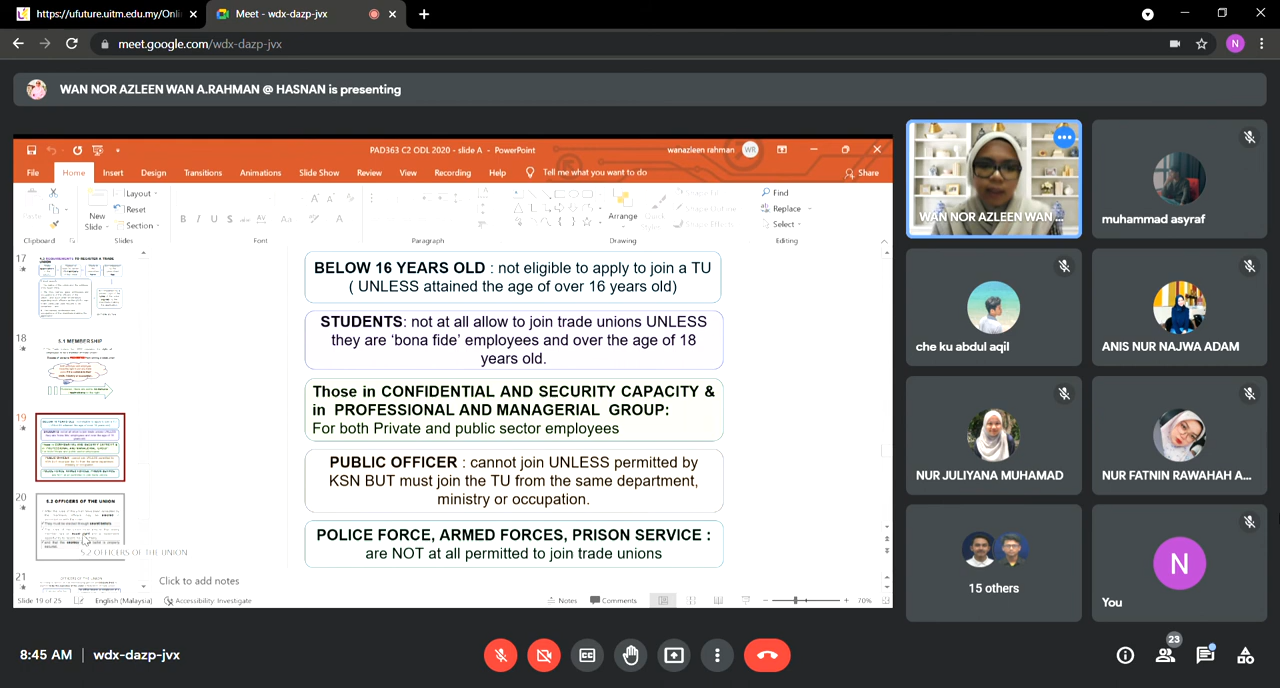 https://ufuture.uitm.edu.my/Onli
Meet - wdx-dazp-jvx
meet.google.com/wdx-dazp-jvx
N
WAN NOR AZLEEN WAN A.RAHMAN @ HASNAN is presenting
PAD363 C2 ODL 2020 - slide A - PowerPoint
wanazleen rahman
WR
File Home Insert Design Transitions Animations Slide Show Review View Recording Help Tell me what you want to do
Share
New
Slide
Layout
Reset
Section
Arrange
Find
Replace
Select
Clipboard
Slides
Font
Paragraph
Drawing
Editing
17
18
5.1 MEMBERSHIP
19
20
5.2 OFFICERS OF THE UNION
5.2 OFFICERS OF THE UNION
21
OFFICERS OF THE UNION
BELOW 16 YEARS OLD : not eligible to apply to join a TU
( UNLESS attained the age of over 16 years old)
STUDENTS: not at all allow to join trade unions UNLESS
they are ‘bona fide’ employees and over the age of 18
years old.
Those in CONFIDENTIAL AND SECURITY CAPACITY &
in PROFESSIONAL AND MANAGERIAL GROUP:
For both Private and public sector employees
PUBLIC OFFICER : cannot join UNLESS permitted by
KSN BUT must join the TU from the same department,
ministry or occupation.
POLICE FORCE, ARMED FORCES, PRISON SERVICE :
are NOT at all permitted to join trade unions
Click to add notes
Slide 19 of 25
English (Malaysia)
Accessibility: Investigate
Notes
Comments
70%
WAN NOR AZLEEN WAN ...
muhammad asyraf
che ku abdul aqil
ANIS NUR NAJWA ADAM
NUR JULIYANA MUHAMAD
NUR FATNIN RAWAHAH A...
15 others
N
You
8:45 AM | wdx-dazp-jvx
23